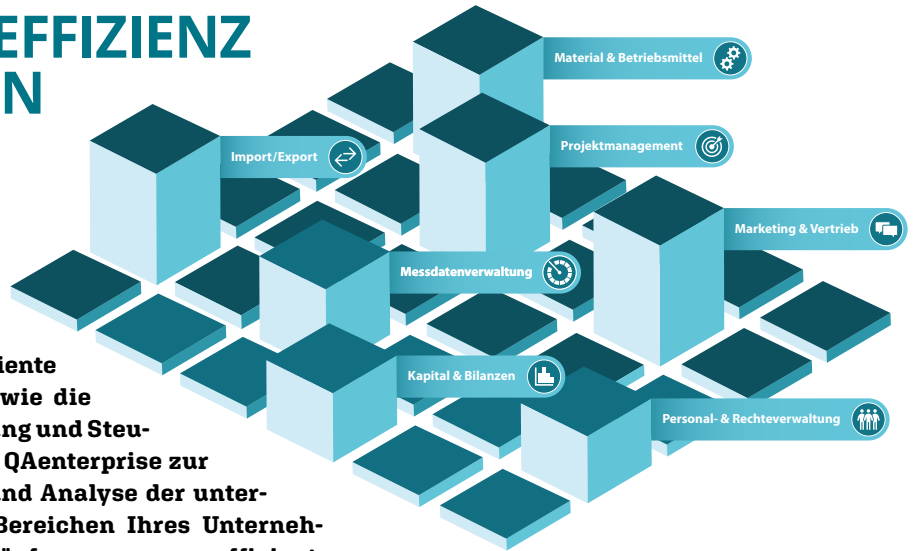 EFFIZIENZ
N
Material & Betriebsmittel
Projektmanagement
Import/Export
Marketing & Vertrieb
Messdatenverwaltung
Kapital & Bilanzen
Personal- & Rechteverwaltung
iente
wie die
ng und Steu-
QAenterprise zur
nd Analyse der unter-
Bereichen Ihres Unterneh-